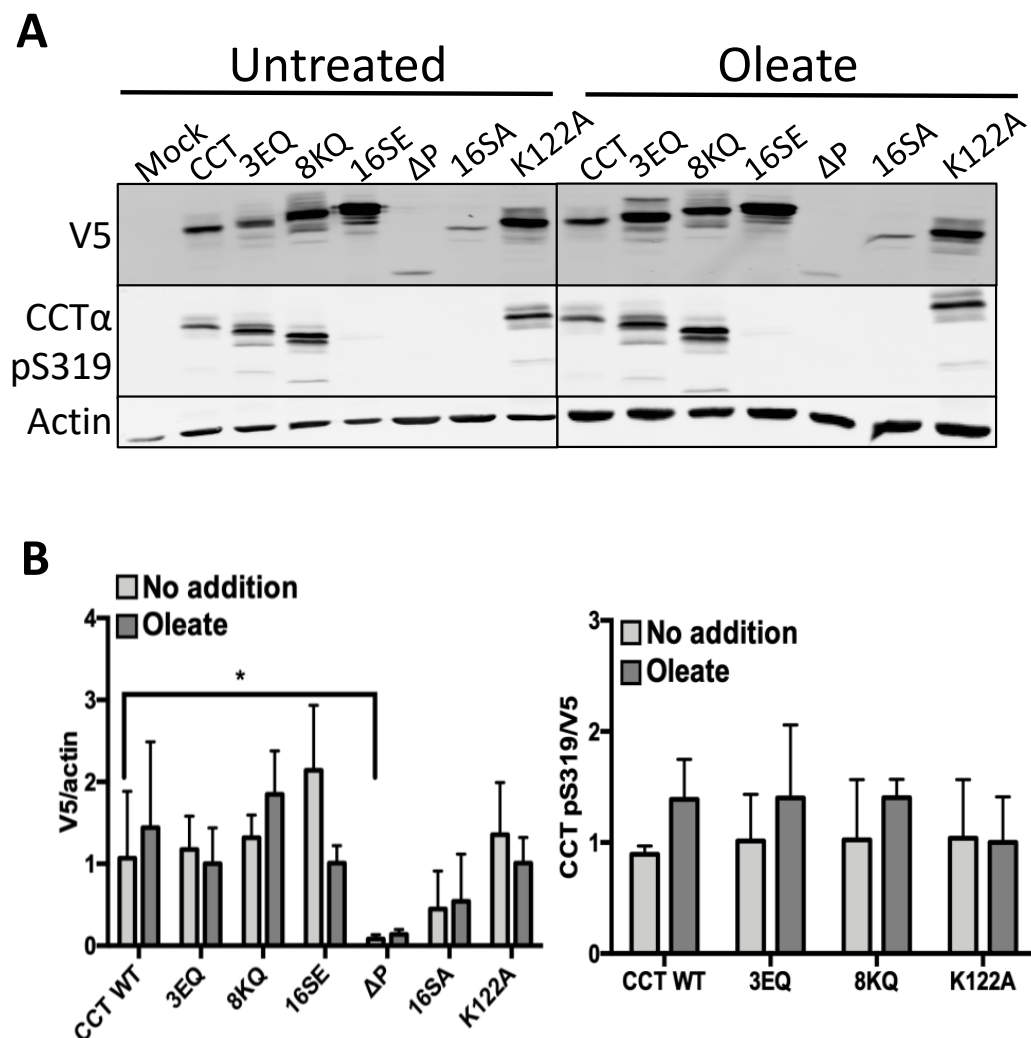 A
Untreated Oleate
Mock CCT 3EQ 8KQ 16SE ΔP 16SA K122A CCT 3EQ 8KQ 16SE ΔP 16SA K122A
V5
CCTα
pS319
Actin
B
No addition
Oleate
*
V5/actin
4
3
2
1
0
CCT WT 3EQ 8KQ 16SE ΔP 16SA K122A
No addition
Oleate
CCT pS319/V5
3
2
1
0
CCT WT 3EQ 8KQ K122A